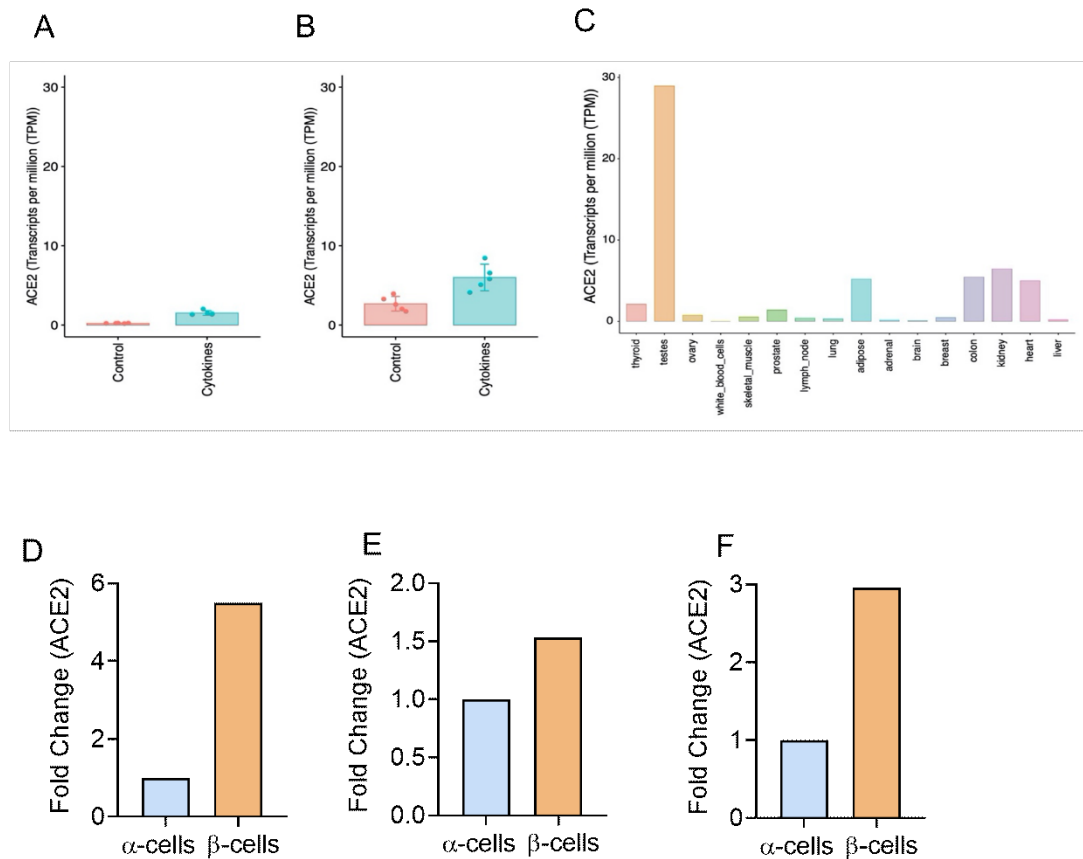 A
B
C
ACE2 (Transcripts per million (TPM))
30
20
10
0
Control
Cytokines
ACE2 (Transcripts per million (TPM))
30
20
10
0
Control
Cytokines
ACE2 (Transcripts per million (TPM))
30
20
10
0
thyroid
testes
ovary
white_blood_cells
skeletal_muscle
prostate
lymph_node
lung
adipose
adrenal
brain
breast
colon
kidney
heart
liver
D
E
F
Fold Change (ACE2)
6
4
2
0
α-cells β-cells
Fold Change (ACE2)
2.0
1.5
1.0
0.5
0.0
α-cells β-cells
Fold Change (ACE2)
3
2
1
0
α-cells β-cells